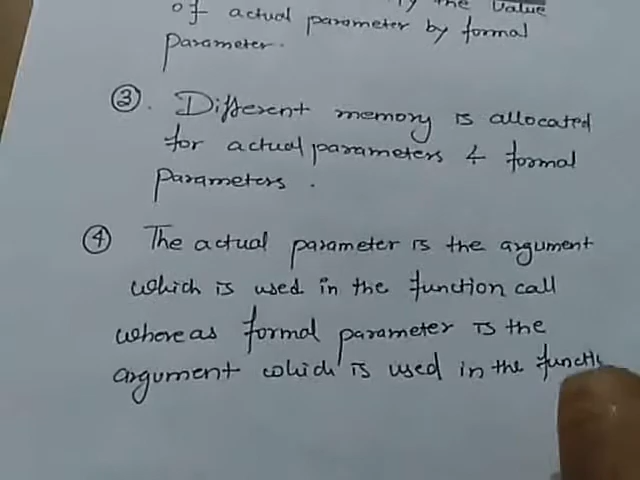 the value
of actual parameter by formal
parameter.
③. Different memory is allocated
for actual parameters & formal
parameters.
④ The actual parameter is the argument
which is used in the function call
whereas formal parameter is the
argument which is used in the